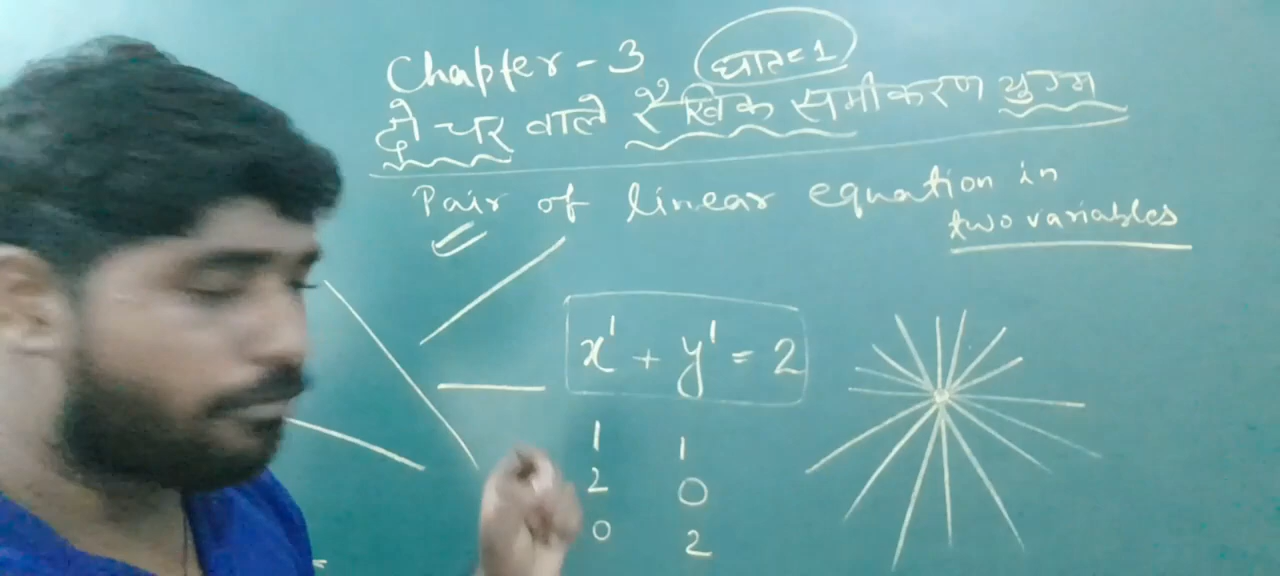 Chapter-3
घात=1
दो चर वाले रैखिक समीकरण युग्म
Pair of linear equation in
two variables
x¹ + y¹ = 2
1 1
2 0
0 2